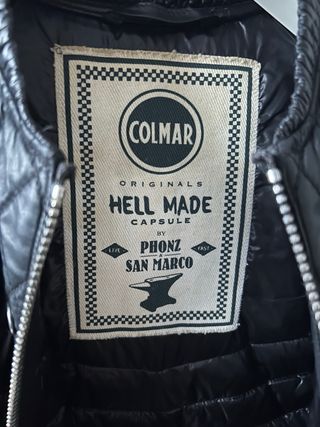 COLMAR
ORIGINALS
HELL MADE
CAPSULE
BY
PHONZ
LIVE & FAST
SAN MARCO